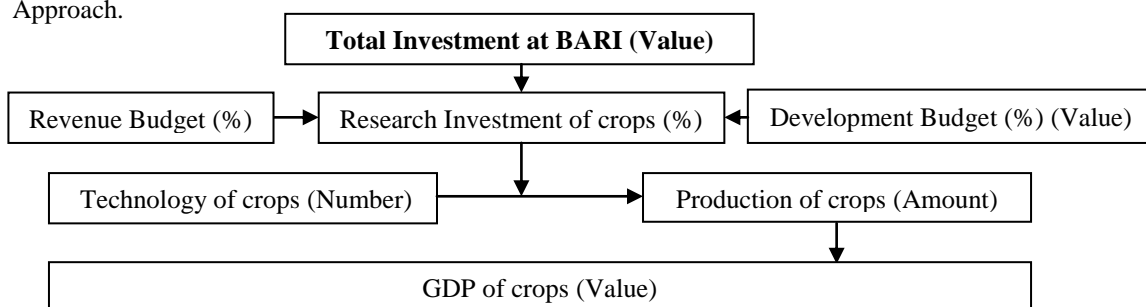 Approach.
Total Investment at BARI (Value)
Revenue Budget (%)
Research Investment of crops (%)
Development Budget (%) (Value)
Technology of crops (Number)
Production of crops (Amount)
GDP of crops (Value)